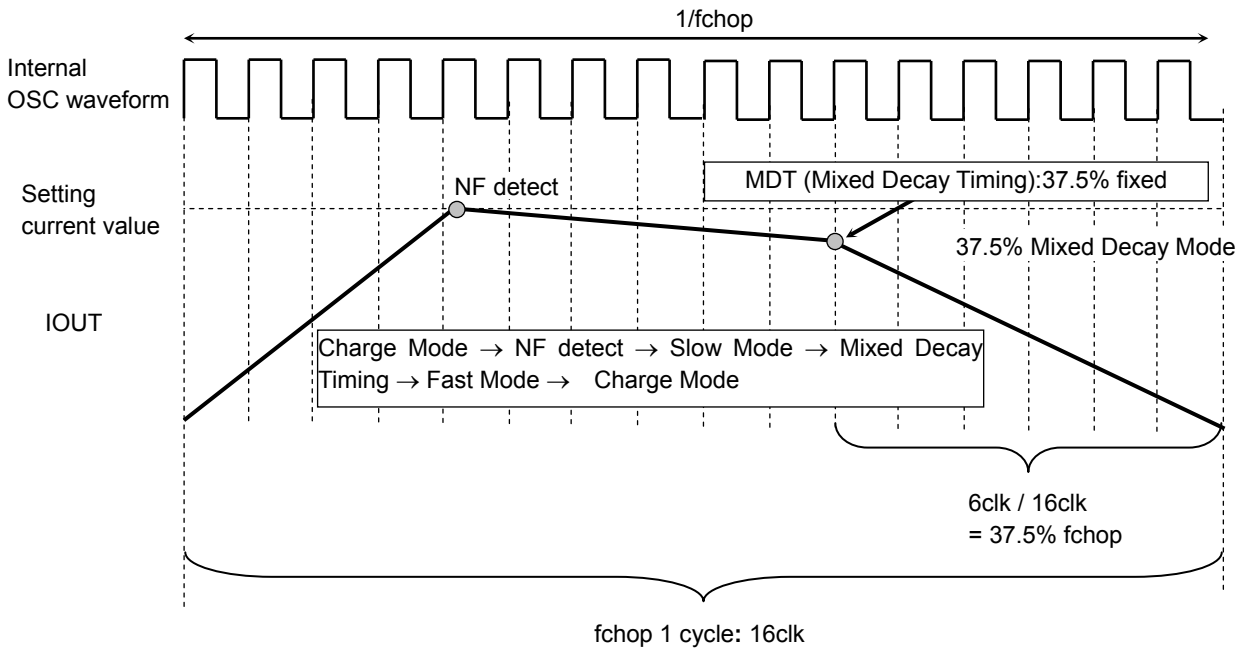 1/fchop
Internal
OSC waveform
Setting
current value
NF detect
MDT (Mixed Decay Timing):37.5% fixed
37.5% Mixed Decay Mode
IOUT
Charge Mode → NF detect → Slow Mode → Mixed Decay
Timing → Fast Mode → Charge Mode
6clk / 16clk
= 37.5% fchop
fchop 1 cycle: 16clk